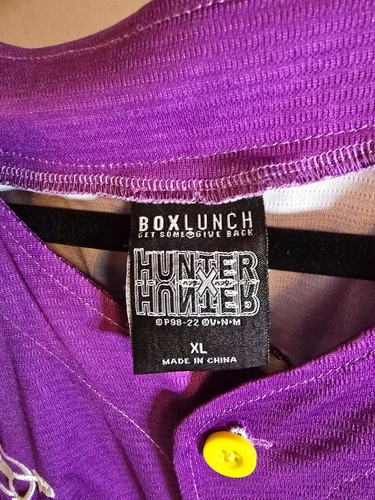 BOXLUNCH
GET SOME GIVE BACK
HUNTER
X
HUNTER
©P98-22 ©V•N•M
XL
MADE IN CHINA